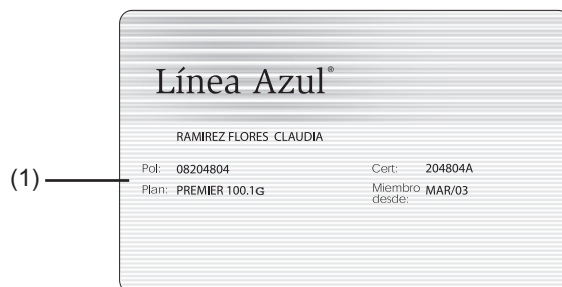 Línea Azul®
RAMIREZ FLORES CLAUDIA
(1)
Pol: 08204804 Cert: 204804A
Plan: PREMIER 100.1G Miembro desde: MAR/03